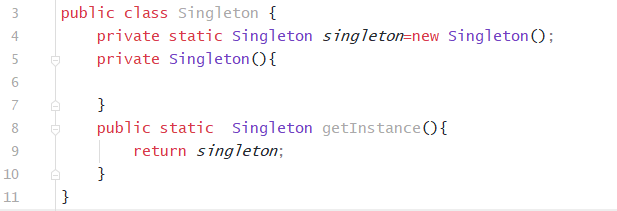 3 public class Singleton {
4     private static Singleton singleton=new Singleton();
5     private Singleton(){
6
7     }
8     public static  Singleton getInstance(){
9         return singleton;
10     }
11 }